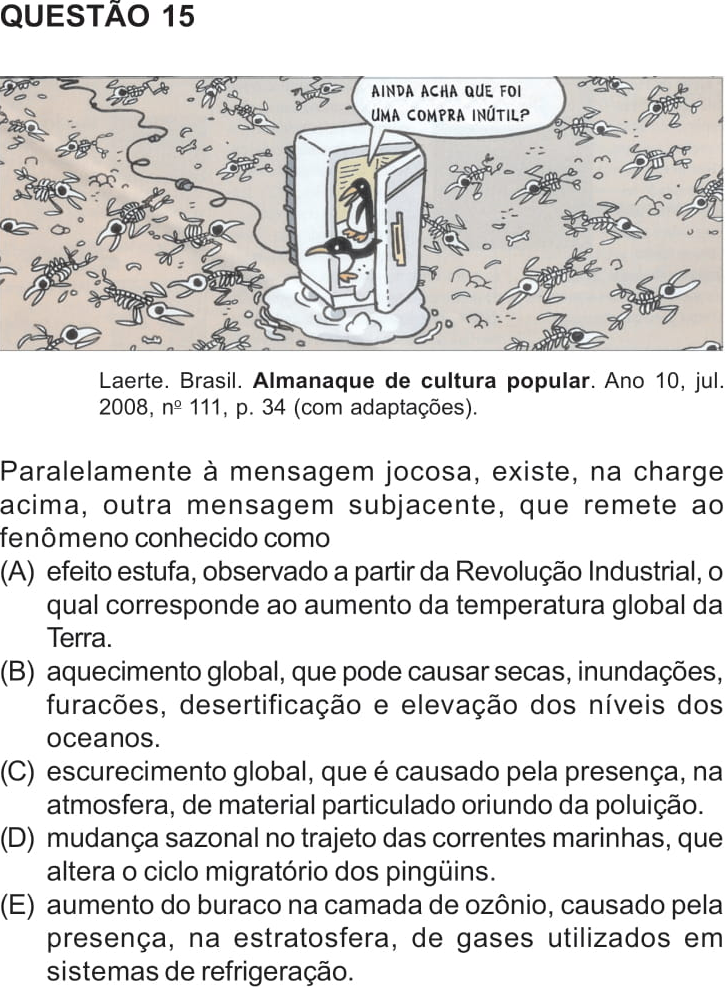 QUESTÃO 15
AINDA ACHA QUE FOI
UMA COMPRA INÚTIL?
Laerte. Brasil. Almanaque de cultura popular. Ano 10, jul.
2008, nº 111, p. 34 (com adaptações).
Paralelamente à mensagem jocosa, existe, na charge
acima, outra mensagem subjacente, que remete ao
fenômeno conhecido como
(A) efeito estufa, observado a partir da Revolução Industrial, o
qual corresponde ao aumento da temperatura global da
Terra.
(B) aquecimento global, que pode causar secas, inundações,
furacões, desertificação e elevação dos níveis dos
oceanos.
(C) escurecimento global, que é causado pela presença, na
atmosfera, de material particulado oriundo da poluição.
(D) mudança sazonal no trajeto das correntes marinhas, que
altera o ciclo migratório dos pingüins.
(E) aumento do buraco na camada de ozônio, causado pela
presença, na estratosfera, de gases utilizados em
sistemas de refrigeração.